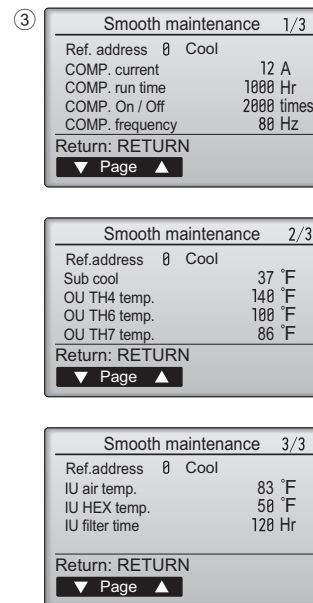 ③
Smooth maintenance 1/3
Ref. address 0 Cool
COMP. current 12 A
COMP. run time 1000 Hr
COMP. On / Off 2000 times
COMP. frequency 80 Hz
Return: RETURN
▼ Page ▲
Smooth maintenance 2/3
Ref.address 0 Cool
Sub cool 37 °F
OU TH4 temp. 140 °F
OU TH6 temp. 100 °F
OU TH7 temp. 86 °F
Return: RETURN
▼ Page ▲
Smooth maintenance 3/3
Ref.address 0 Cool
IU air temp. 83 °F
IU HEX temp. 50 °F
IU filter time 120 Hr
Return: RETURN
▼ Page ▲